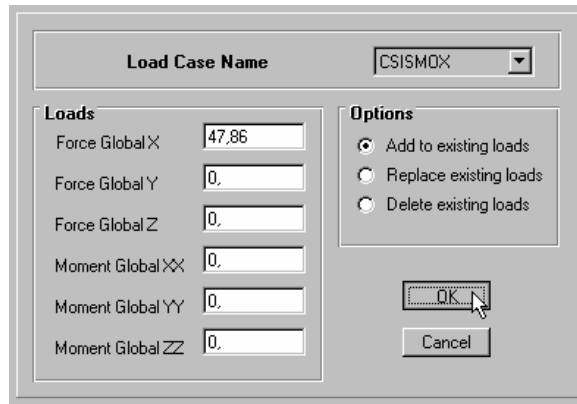 Load Case Name CSISMOX
Loads
Force Global X 47,86
Force Global Y 0,
Force Global Z 0,
Moment Global XX 0,
Moment Global YY 0,
Moment Global ZZ 0,
Options
Add to existing loads
Replace existing loads
Delete existing loads
OK
Cancel